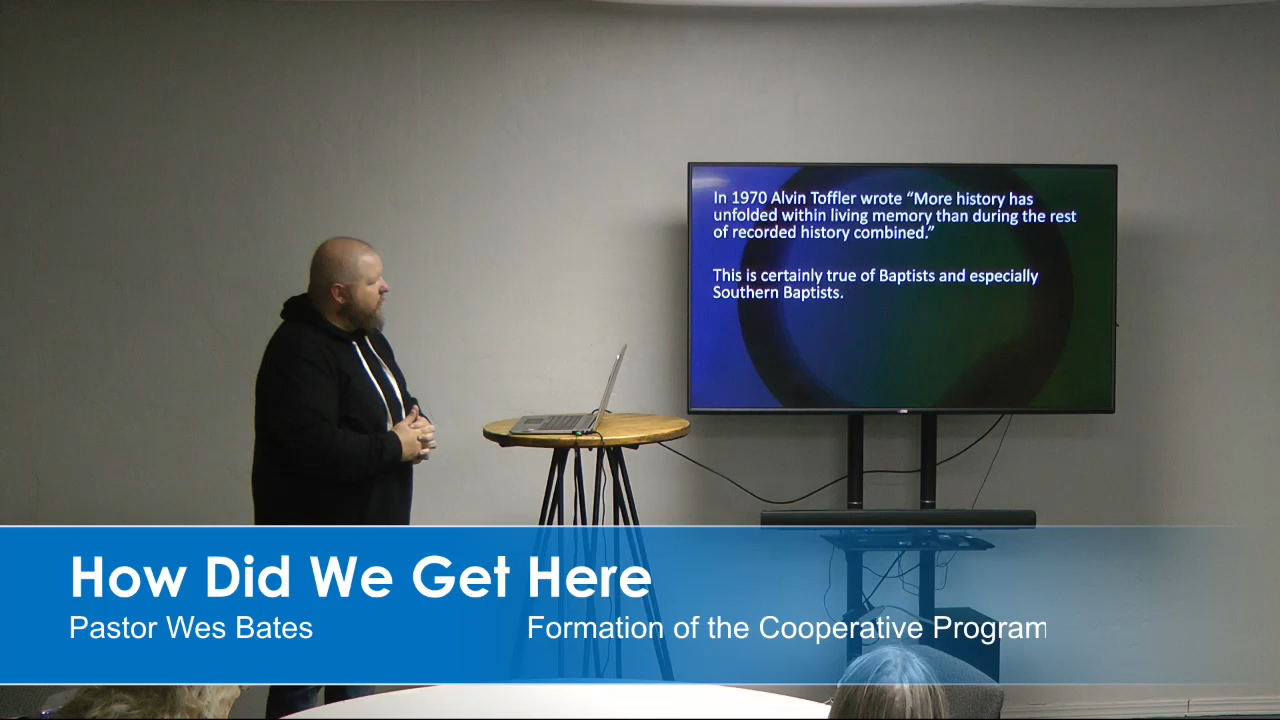 In 1970 Alvin Toffler wrote “More history has
unfolded within living memory than during the rest
of recorded history combined.”
This is certainly true of Baptists and especially
Southern Baptists.
How Did We Get Here
Pastor Wes Bates
Formation of the Cooperative Program